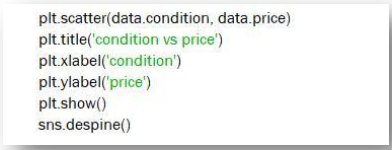 plt.scatter(data.condition, data.price)
plt.title('condition vs price')
plt.xlabel('condition')
plt.ylabel('price')
plt.show()
sns.despine()